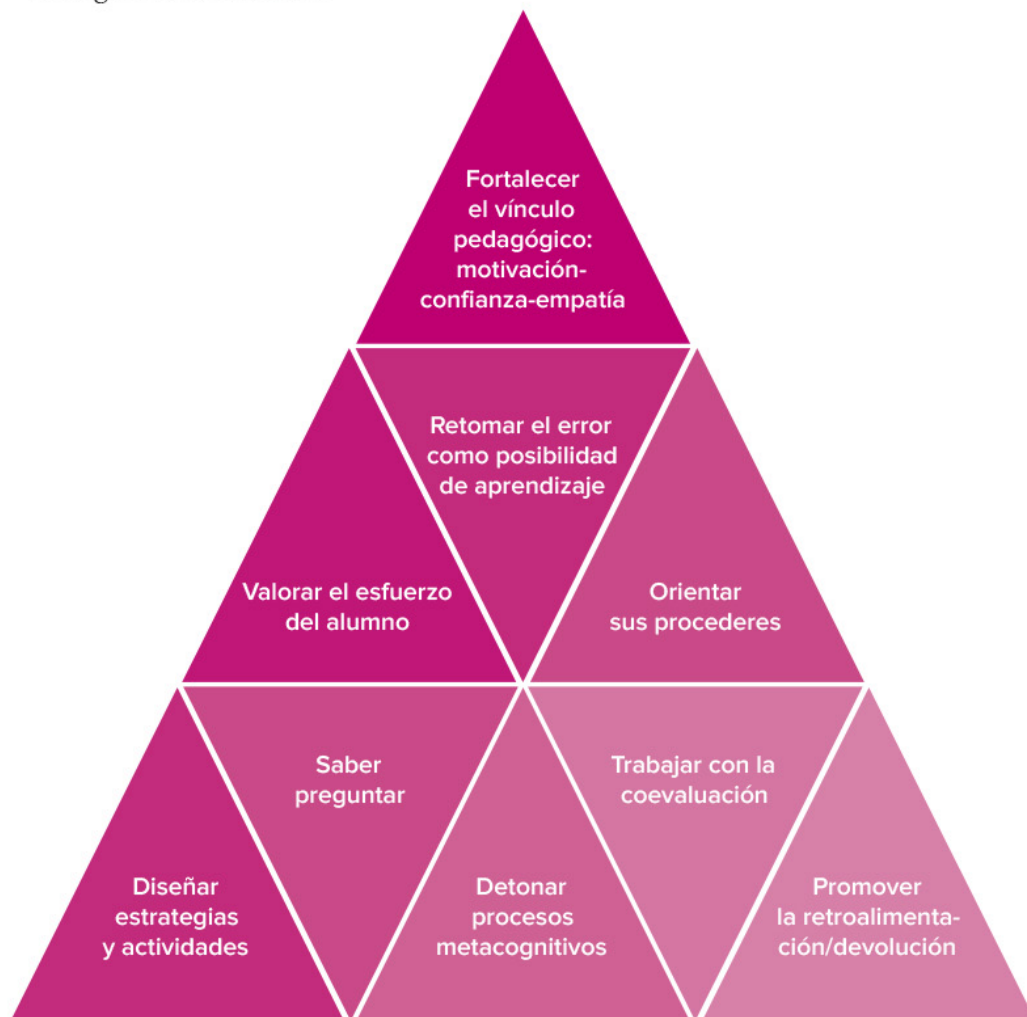 Fortalecer
el vínculo
pedagógico:
motivación-
confianza-empatía
Retomar el error
como posibilidad
de aprendizaje
Valorar el esfuerzo
del alumno
Orientar
sus procederes
Saber
preguntar
Trabajar con la
coevaluación
Diseñar
estrategias
y actividades
Detonar
procesos
metacognitivos
Promover
la retroalimenta-
ción/devolución